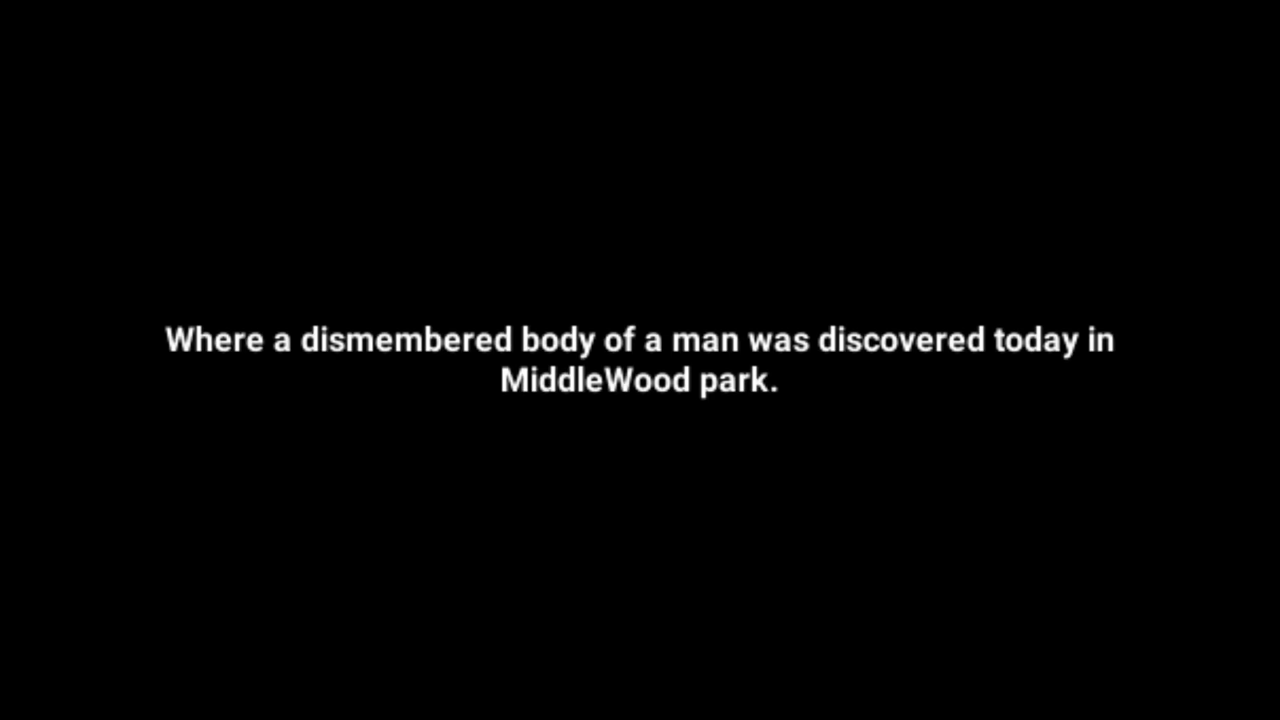 Where a dismembered body of a man was discovered today in
MiddleWood park.